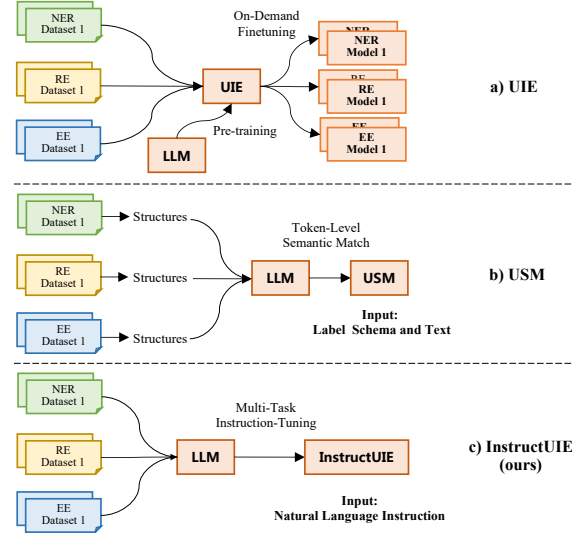 NER
Dataset 1
RE
Dataset 1
EE
Dataset 1
UIE
LLM
Pre-training
On-Demand
Finetuning
NER
NER
Model 1
RE
RE
Model 1
EE
EE
Model 1
a) UIE
NER
Dataset 1
Structures
RE
Dataset 1
Structures
EE
Dataset 1
Structures
LLM
Token-Level
Semantic Match
USM
Input:
Label Schema and Text
b) USM
NER
Dataset 1
RE
Dataset 1
EE
Dataset 1
LLM
Multi-Task
Instruction-Tuning
InstructUIE
Input:
Natural Language Instruction
c) InstructUIE
(ours)